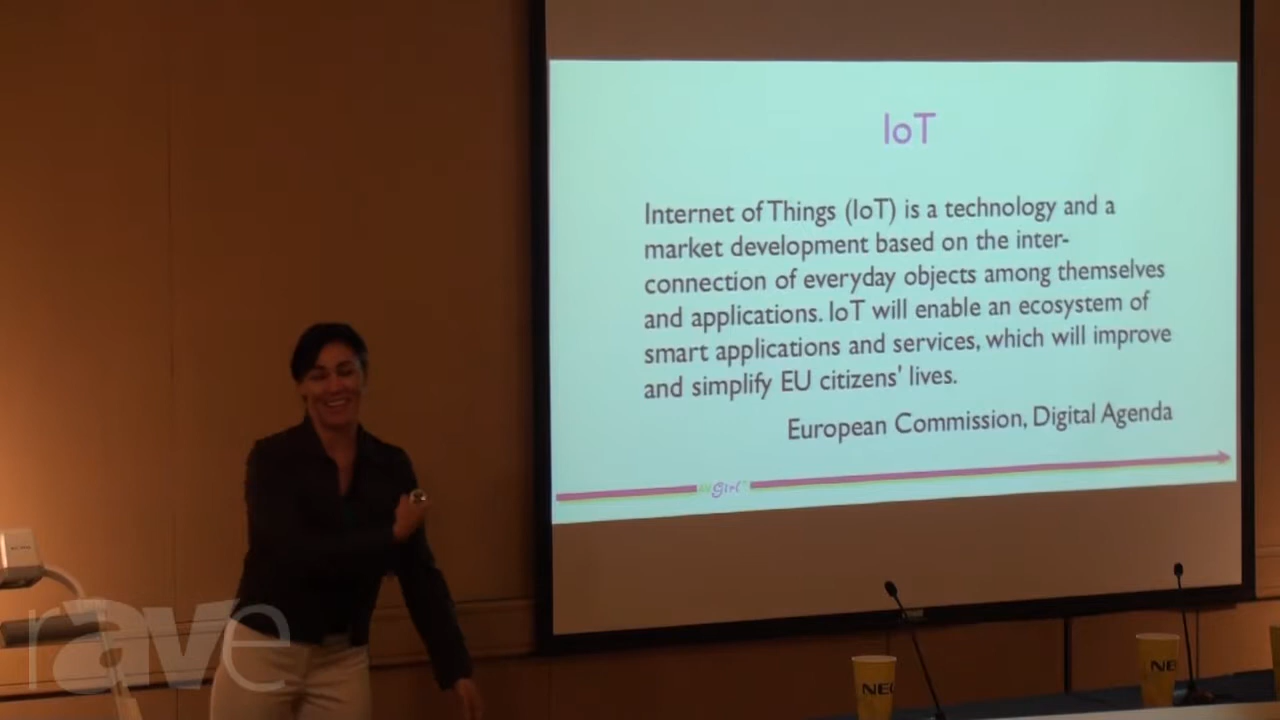 IoT
Internet of Things (IoT) is a technology and a
market development based on the inter-
connection of everyday objects among themselves
and applications. IoT will enable an ecosystem of
smart applications and services, which will improve
and simplify EU citizens' lives.
European Commission, Digital Agenda
Girl
rave
NEC
NE